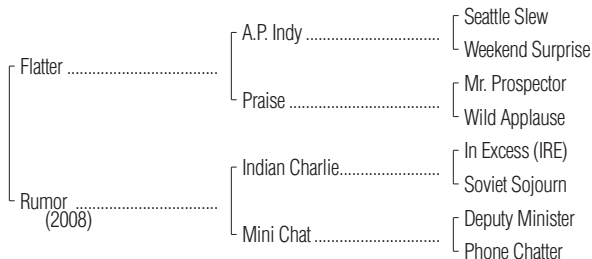 Seattle Slew
A.P. Indy
Weekend Surprise
Flatter
Mr. Prospector
Praise
Wild Applause
In Excess (IRE)
Indian Charlie
Soviet Sojourn
Rumor
(2008)
Deputy Minister
Mini Chat
Phone Chatter